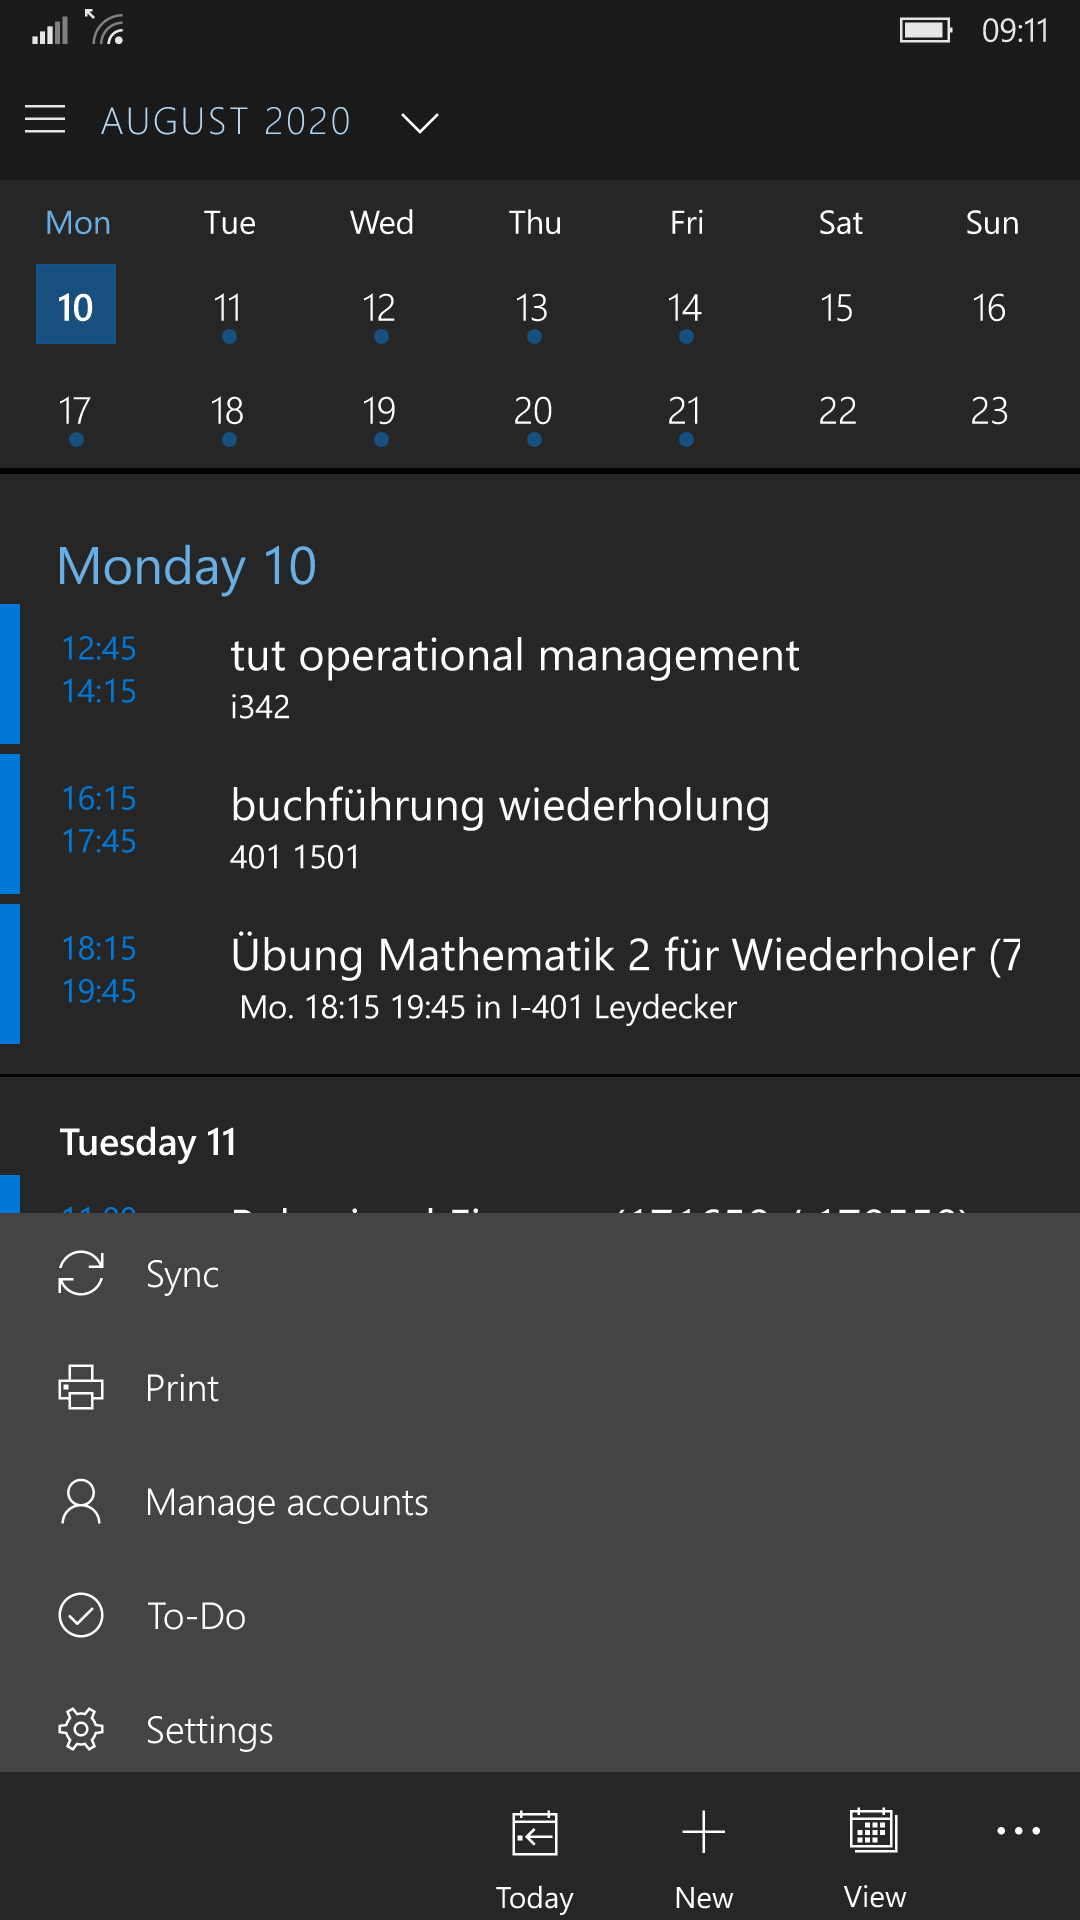 09:11
AUGUST 2020
Mon Tue Wed Thu Fri Sat Sun
10 11 12 13 14 15 16
17 18 19 20 21 22 23
Monday 10
12:45 tut operational management
14:15 i342
16:15 buchführung wiederholung
17:45 401 1501
18:15 Übung Mathematik 2 für Wiederholer (7
19:45 Mo. 18:15 19:45 in I-401 Leydecker
Tuesday 11
Sync
Print
Manage accounts
To-Do
Settings
Today New View